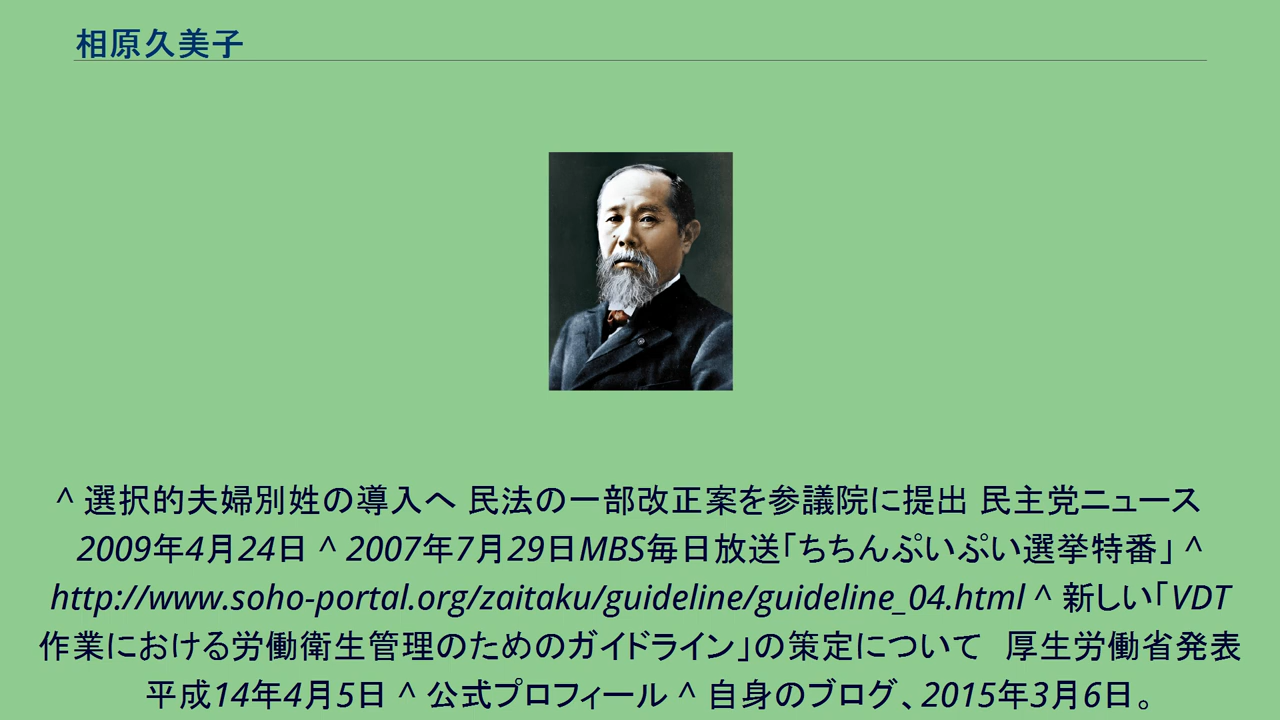 相原久美子
^ 選択的夫婦別姓の導入へ 民法の一部改正案を参議院に提出 民主党ニュース
2009年4月24日 ^ 2007年7月29日MBS毎日放送「ちちんぷいぷい選挙特番」 ^
http://www.soho-portal.org/zaitaku/guideline/guideline_04.html ^ 新しい「VDT
作業における労働衛生管理のためのガイドライン」の策定について　厚生労働省発表
平成14年4月5日 ^ 公式プロフィール ^ 自身のブログ、2015年3月6日。